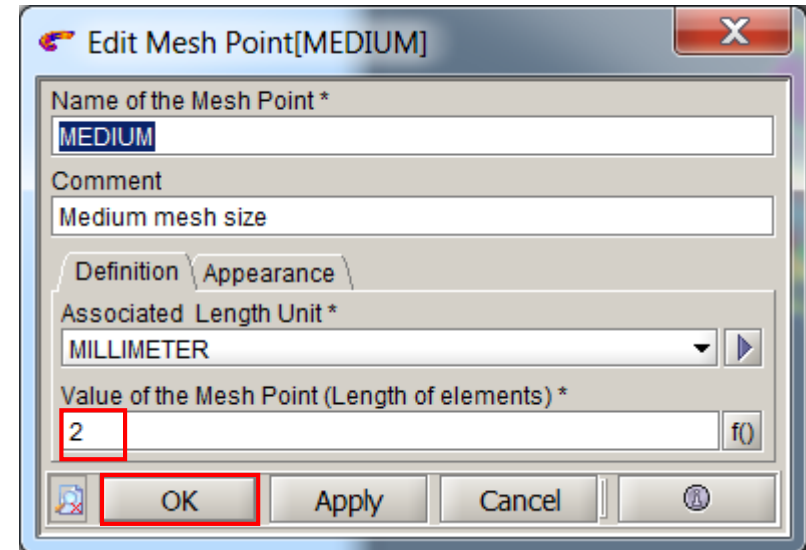 Edit Mesh Point[MEDIUM]
X
Name of the Mesh Point *
MEDIUM
Comment
Medium mesh size
Definition Appearance
Associated Length Unit *
MILLIMETER
Value of the Mesh Point (Length of elements) *
2 f()
OK Apply Cancel